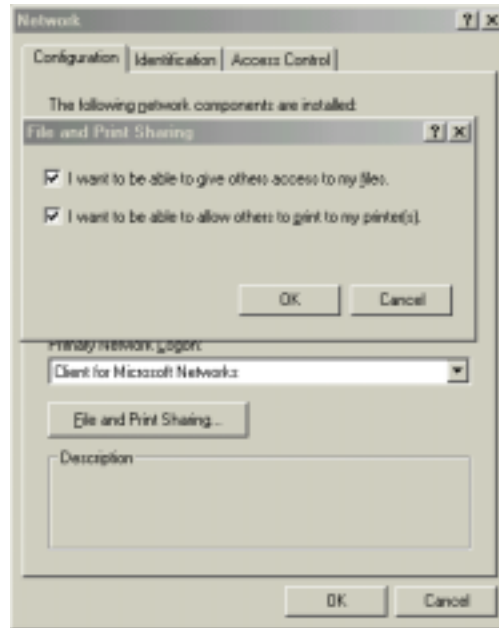 Network
Configuration Identification Access Control
The following network components are installed:
File and Print Sharing
I want to be able to give others access to my files.
I want to be able to allow others to print to my printer(s).
OK Cancel
Primary Network Logon:
Client for Microsoft Networks
File and Print Sharing...
Description
OK Cancel